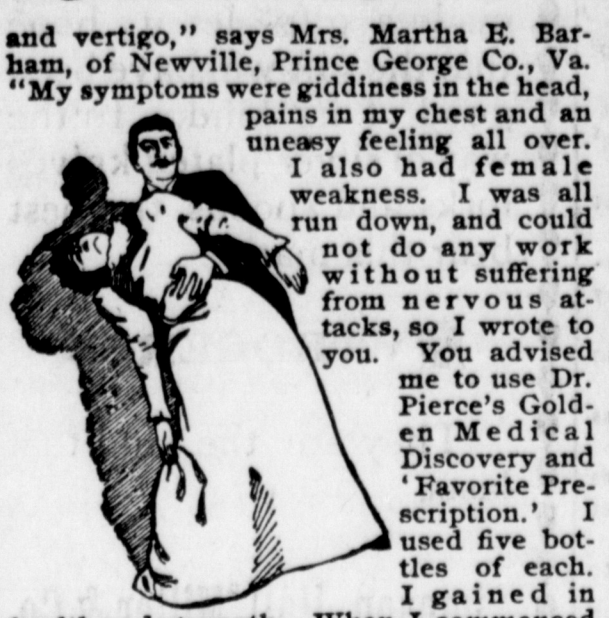 and vertigo," says Mrs. Martha E. Bar-
ham, of Newville, Prince George Co., Va.
"My symptoms were giddiness in the head,
pains in my chest and an
uneasy feeling all over.
I also had female
weakness. I was all
run down, and could
not do any work
without suffering
from nervous at-
tacks, so I wrote to
you. You advised
me to use Dr.
Pierce's Gold-
en Medical
Discovery and
'Favorite Pre-
scription.' I
used five bot-
tles of each.
I gained in